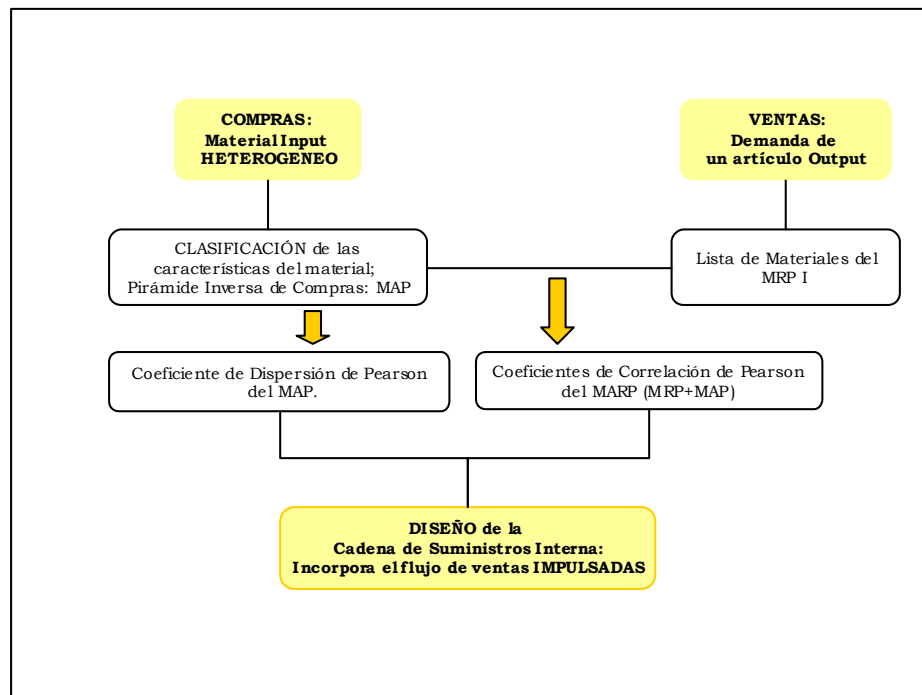 COMPRAS:
Material Input
HETEROGENEO
VENTAS:
Demanda de
un artículo Output
CLASIFICACIÓN de las
características del material;
Pirámide Inversa de Compras: MAP
Lista de Materiales del
MRP I
Coeficiente de Dispersión de Pearson
del MAP.
Coeficientes de Correlación de Pearson
del MARP (MRP+MAP)
DISEÑO de la
Cadena de Suministros Interna:
Incorpora el flujo de ventas IMPULSADAS